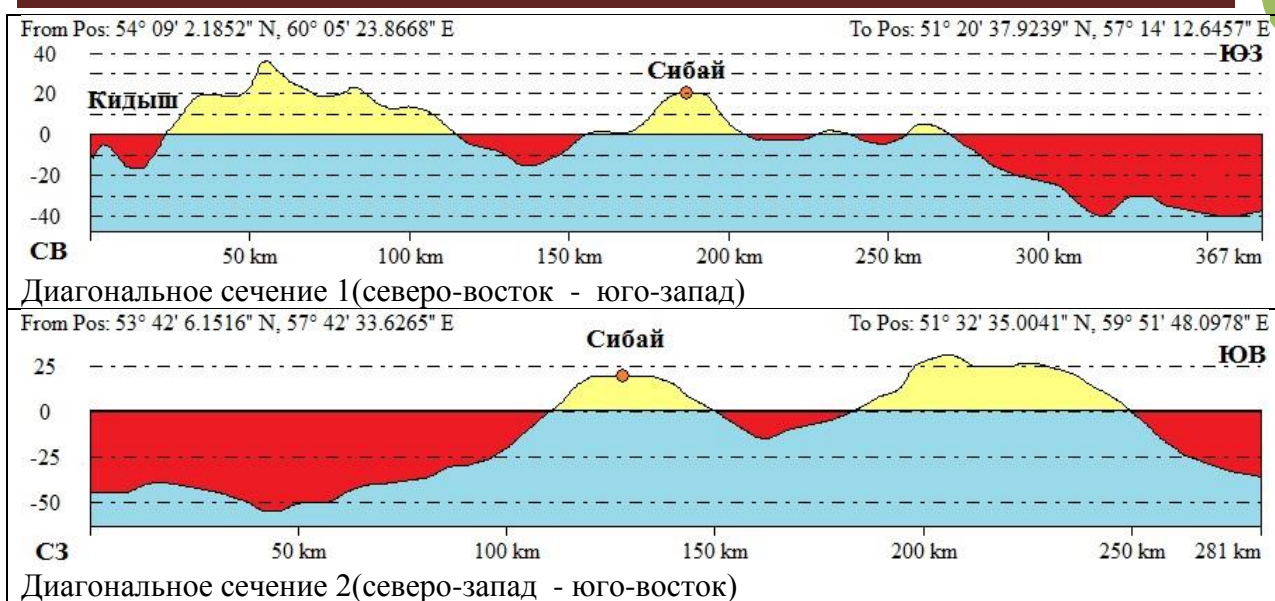 From Pos: 54° 09' 2.1852" N, 60° 05' 23.8668" E To Pos: 51° 20' 37.9239" N, 57° 14' 12.6457" E
40 ЮЗ
Сибай
20 Кидыш
0
-20
-40
СВ 50 km 100 km 150 km 200 km 250 km 300 km 367 km
Диагональное сечение 1(северо-восток - юго-запад)
From Pos: 53° 42' 6.1516" N, 57° 42' 33.6265" E To Pos: 51° 32' 35.0041" N, 59° 51' 48.0978" E
Сибай ЮВ
25
0
-25
-50
СЗ 50 km 100 km 150 km 200 km 250 km 281 km
Диагональное сечение 2(северо-запад - юго-восток)